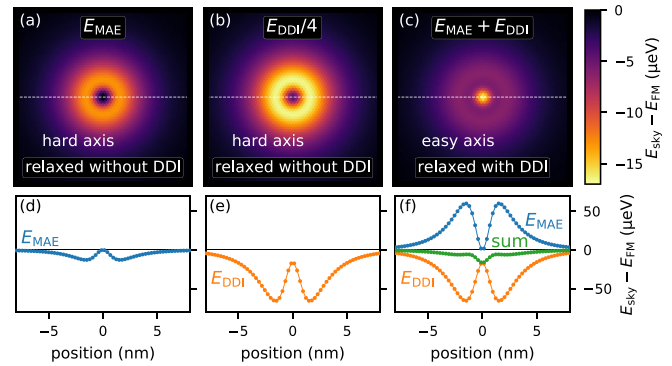 (a) E_MAE
hard axis
relaxed without DDI
(b) E_DDI/4
hard axis
relaxed without DDI
(c) E_MAE + E_DDI
easy axis
relaxed with DDI
0
−5
−10
−15
E_sky − E_FM (µeV)
(d)
E_MAE
−5 0 5
position (nm)
(e)
E_DDI
−5 0 5
position (nm)
(f)
E_MAE
sum
E_DDI
−5 0 5
position (nm)
50
0
−50
E_sky − E_FM (µeV)